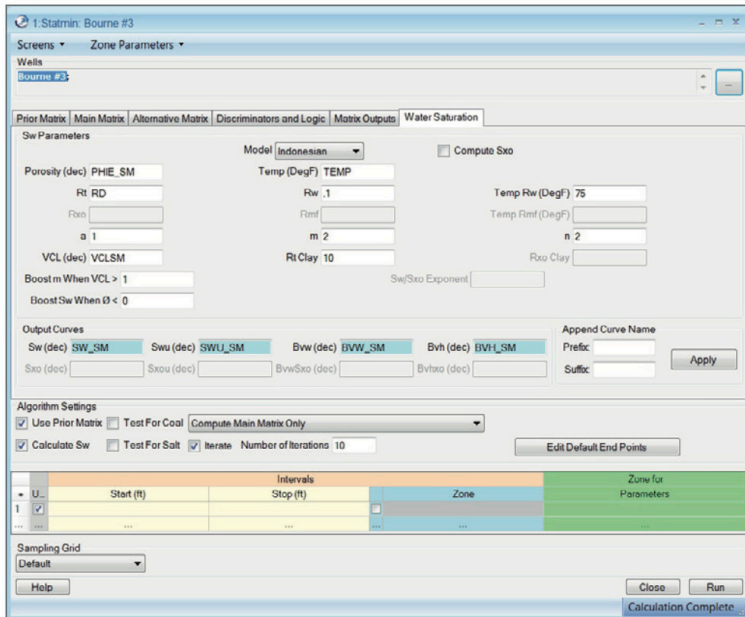 1:Statmin: Bourne #3
Screens Zone Parameters
Wells
Bourne #3;
...
Prior Matrix Main Matrix Alternative Matrix Discriminators and Logic Matrix Outputs Water Saturation
Sw Parameters
Model Indonesian Compute Sxo
Porosity (dec) PHIE_SM Temp (DegF) TEMP
Rt RD Rw .1 Temp Rw (DegF) 75
Rxo Rmf Temp Rmf (DegF)
a 1 m 2 n 2
VCL (dec) VCLSM Rt Clay 10 Rxo Clay
Boost m When VCL > 1 Sw/Sxo Exponent
Boost Sw When Ø < 0
Output Curves Append Curve Name
Sw (dec) SW_SM Swu (dec) SWU_SM Bvw (dec) BVW_SM Bvh (dec) BVH_SM Prefix
Sxo (dec) Sxou (dec) BvwSxo (dec) Bvhxo (dec) Suffix Apply
Algorithm Settings
Use Prior Matrix Test For Coal Compute Main Matrix Only
Calculate Sw Test For Salt Iterate Number of Iterations 10 Edit Default End Points
Intervals Zone for
U... Start (ft) Stop (ft) Zone Parameters
1
... ... ... ... ... ... ...
Sampling Grid
Default
Help Close Run
Calculation Complete